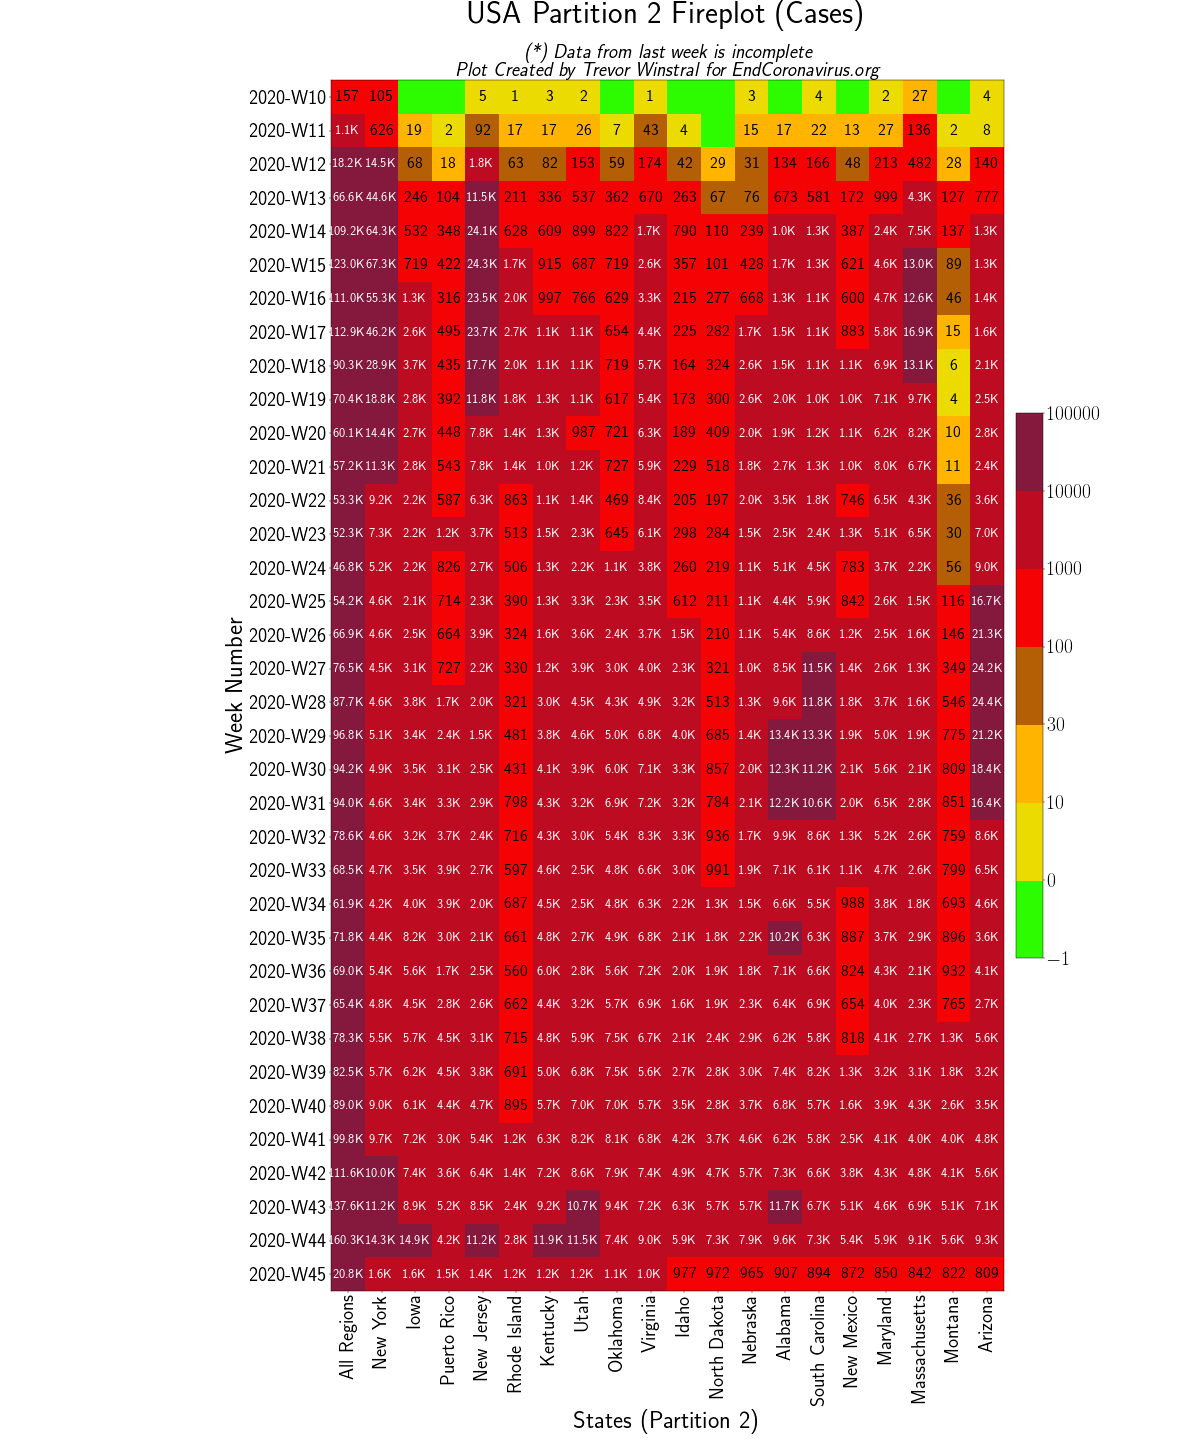 USA Partition 2 Fireplot (Cases)
(*) Data from last week is incomplete
Plot Created by Trevor Winstral for EndCoronavirus.org
2020-W10 157 105 5 1 3 2 1 3 4 2 27 4
2020-W11 1.1K 626 19 2 92 17 17 26 7 43 4 15 17 22 13 27 136 2 8
2020-W12 18.2K 14.5K 68 18 1.8K 63 82 153 59 174 42 29 31 134 166 48 213 482 28 140
2020-W13 66.6K 44.6K 246 104 11.5K 211 336 537 362 670 263 67 76 673 581 172 999 4.3K 127 777
2020-W14 109.2K 64.3K 532 348 24.1K 628 609 899 822 1.7K 790 110 239 1.0K 1.3K 387 2.4K 7.5K 137 1.3K
2020-W15 123.0K 67.3K 719 422 24.3K 1.7K 915 687 719 2.6K 357 101 428 1.7K 1.3K 621 4.6K 13.0K 89 1.3K
2020-W16 111.0K 55.3K 1.3K 316 23.5K 2.0K 997 766 629 3.3K 215 277 668 1.3K 1.1K 600 4.7K 12.6K 46 1.4K
2020-W17 112.9K 46.2K 2.6K 495 23.7K 2.7K 1.1K 1.1K 654 4.4K 225 282 1.7K 1.5K 1.1K 883 5.8K 16.9K 15 1.6K
2020-W18 90.3K 28.9K 3.7K 435 17.7K 2.0K 1.1K 1.1K 719 5.7K 164 324 2.6K 1.5K 1.1K 1.1K 6.9K 13.1K 6 2.1K
2020-W19 70.4K 18.8K 2.8K 392 11.8K 1.8K 1.3K 1.1K 617 5.4K 173 300 2.6K 2.0K 1.0K 1.0K 7.1K 9.7K 4 2.5K
2020-W20 60.1K 14.4K 2.7K 448 7.8K 1.4K 1.3K 987 721 6.3K 189 409 2.0K 1.9K 1.2K 1.1K 6.2K 8.2K 10 2.8K
2020-W21 57.2K 11.3K 2.8K 543 7.8K 1.4K 1.0K 1.2K 727 5.9K 229 518 1.8K 2.7K 1.3K 1.0K 8.0K 6.7K 11 2.4K
2020-W22 53.3K 9.2K 2.2K 587 6.3K 863 1.1K 1.4K 469 8.4K 205 197 2.0K 3.5K 1.8K 746 6.5K 4.3K 36 3.6K
2020-W23 52.3K 7.3K 2.2K 1.2K 3.7K 513 1.5K 2.3K 645 6.1K 298 284 1.5K 2.5K 2.4K 1.3K 5.1K 6.5K 30 7.0K
2020-W24 46.8K 5.2K 2.2K 826 2.7K 506 1.3K 2.2K 1.1K 3.8K 260 219 1.1K 5.1K 4.5K 783 3.7K 2.2K 56 9.0K
2020-W25 54.2K 4.6K 2.1K 714 2.3K 390 1.3K 3.3K 2.3K 3.5K 612 211 1.1K 4.4K 5.9K 842 2.6K 1.5K 116 16.7K
2020-W26 66.9K 4.6K 2.5K 664 3.9K 324 1.6K 3.6K 2.4K 3.7K 1.5K 210 1.1K 5.4K 8.6K 1.2K 2.5K 1.6K 146 21.3K
2020-W27 76.5K 4.5K 3.1K 727 2.2K 330 1.2K 3.9K 3.0K 4.0K 2.3K 321 1.0K 8.5K 11.5K 1.4K 2.6K 1.3K 349 24.2K
2020-W28 87.7K 4.6K 3.8K 1.7K 2.0K 321 3.0K 4.5K 4.3K 4.9K 3.2K 513 1.3K 9.6K 11.8K 1.8K 3.7K 1.6K 546 24.4K
2020-W29 96.8K 5.1K 3.4K 2.4K 1.5K 481 3.8K 4.6K 5.0K 6.8K 4.0K 685 1.4K 13.4K 13.3K 1.9K 5.0K 1.9K 775 21.2K
2020-W30 94.2K 4.9K 3.5K 3.1K 2.5K 431 4.1K 3.9K 6.0K 7.1K 3.3K 857 2.0K 12.3K 11.2K 2.1K 5.6K 2.1K 809 18.4K
2020-W31 94.0K 4.6K 3.4K 3.3K 2.9K 798 4.3K 3.2K 6.9K 7.2K 3.2K 784 2.1K 12.2K 10.6K 2.0K 6.5K 2.8K 851 16.4K
2020-W32 78.6K 4.6K 3.2K 3.7K 2.4K 716 4.3K 3.0K 5.4K 8.3K 3.3K 936 1.7K 9.9K 8.6K 1.3K 5.2K 2.6K 759 8.6K
2020-W33 68.5K 4.7K 3.5K 3.9K 2.7K 597 4.6K 2.5K 4.8K 6.6K 3.0K 991 1.9K 7.1K 6.1K 1.1K 4.7K 2.6K 799 6.5K
2020-W34 61.9K 4.2K 4.0K 3.9K 2.0K 687 4.5K 2.5K 4.8K 6.3K 2.2K 1.3K 1.5K 6.6K 5.5K 988 3.8K 1.8K 693 4.6K
2020-W35 71.8K 4.4K 8.2K 3.0K 2.1K 661 4.8K 2.7K 4.9K 6.8K 2.1K 1.8K 2.2K 10.2K 6.3K 887 3.7K 2.9K 896 3.6K
2020-W36 69.0K 5.4K 5.6K 1.7K 2.5K 560 6.0K 2.8K 5.6K 7.2K 2.0K 1.9K 1.8K 7.1K 6.6K 824 4.3K 2.1K 932 4.1K
2020-W37 65.4K 4.8K 4.5K 2.8K 2.6K 662 4.4K 3.2K 5.7K 6.9K 1.6K 1.9K 2.3K 6.4K 6.9K 654 4.0K 2.3K 765 2.7K
2020-W38 78.3K 5.5K 5.7K 4.5K 3.1K 715 4.8K 5.9K 7.5K 6.7K 2.1K 2.4K 2.9K 6.2K 5.8K 818 4.1K 2.7K 1.3K 5.6K
2020-W39 82.5K 5.7K 6.2K 4.5K 3.8K 691 5.0K 6.8K 7.5K 5.6K 2.7K 2.8K 3.0K 7.4K 8.2K 1.3K 3.2K 3.1K 1.8K 3.2K
2020-W40 89.0K 9.0K 6.1K 4.4K 4.7K 895 5.7K 7.0K 7.0K 5.7K 3.5K 2.8K 3.7K 6.8K 5.7K 1.6K 3.9K 4.3K 2.6K 3.5K
2020-W41 99.8K 9.7K 7.2K 3.0K 5.4K 1.2K 6.3K 8.2K 8.1K 6.8K 4.2K 3.7K 4.6K 6.2K 5.8K 2.5K 4.1K 4.0K 4.0K 4.8K
2020-W42 111.6K 10.0K 7.4K 3.6K 6.4K 1.4K 7.2K 8.6K 7.9K 7.4K 4.9K 4.7K 5.7K 7.3K 6.6K 3.8K 4.3K 4.8K 4.1K 5.6K
2020-W43 137.6K 11.2K 8.9K 5.2K 8.5K 2.4K 9.2K 10.7K 9.4K 7.2K 6.3K 5.7K 5.7K 11.7K 6.7K 5.1K 4.6K 6.9K 5.1K 7.1K
2020-W44 160.3K 14.3K 14.9K 4.2K 11.2K 2.8K 11.9K 11.5K 7.4K 9.0K 5.9K 7.3K 7.9K 9.6K 7.3K 5.4K 5.9K 9.1K 5.6K 9.3K
2020-W45 20.8K 1.6K 1.6K 1.5K 1.4K 1.2K 1.2K 1.2K 1.1K 1.0K 977 972 965 907 894 872 850 842 822 809
Week Number
All Regions
New York
Iowa
Puerto Rico
New Jersey
Rhode Island
Kentucky
Utah
Oklahoma
Virginia
Idaho
North Dakota
Nebraska
Alabama
South Carolina
New Mexico
Maryland
Massachusetts
Montana
Arizona
States (Partition 2)
100000
10000
1000
100
30
10
0
−1